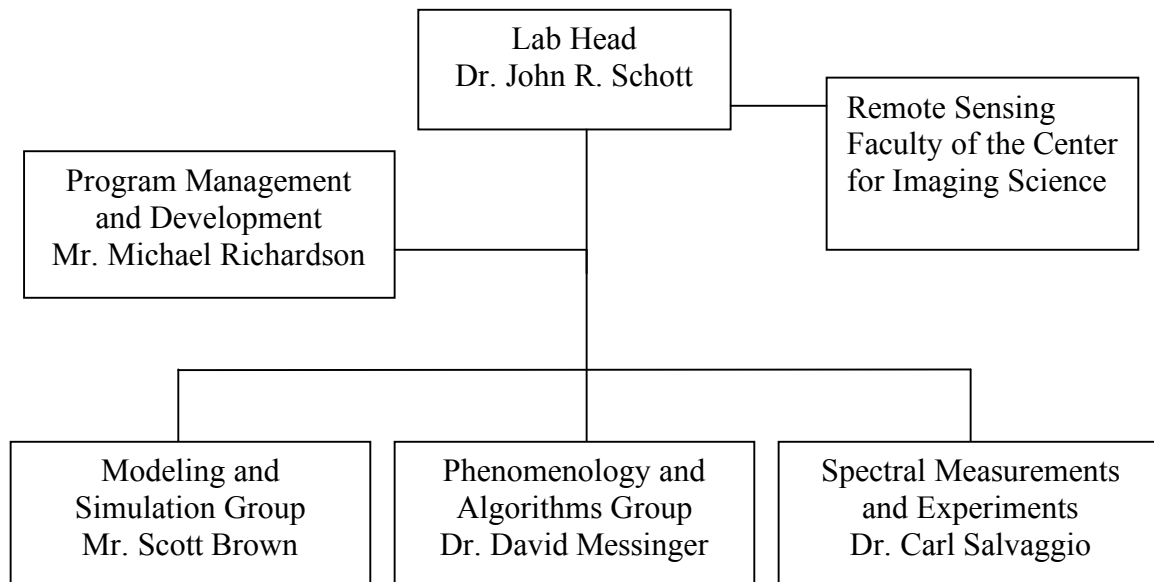 Lab Head
Dr. John R. Schott
Remote Sensing
Faculty of the Center
for Imaging Science
Program Management
and Development
Mr. Michael Richardson
Modeling and
Simulation Group
Mr. Scott Brown
Phenomenology and
Algorithms Group
Dr. David Messinger
Spectral Measurements
and Experiments
Dr. Carl Salvaggio